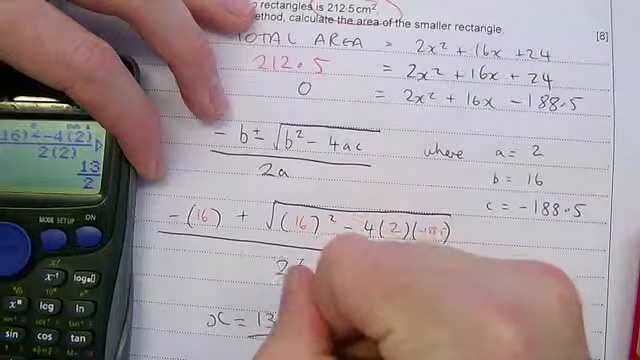 rectangles is 212·5 cm².
method, calculate the area of the smaller rectangle.
[8]
TOTAL AREA = 2x² + 16x + 24
212.5 = 2x² + 16x + 24
0 = 2x² + 16x - 188.5
-b ± √b² - 4ac
2a
where a = 2
b = 16
c = -188.5
-(16) + √(16)² - 4(2)(-188.5)
x = 13
16)²-4(2)
2(2)
13
2
MODE SETUP
ON
x⁻¹
log
ln
sin
cos
tan